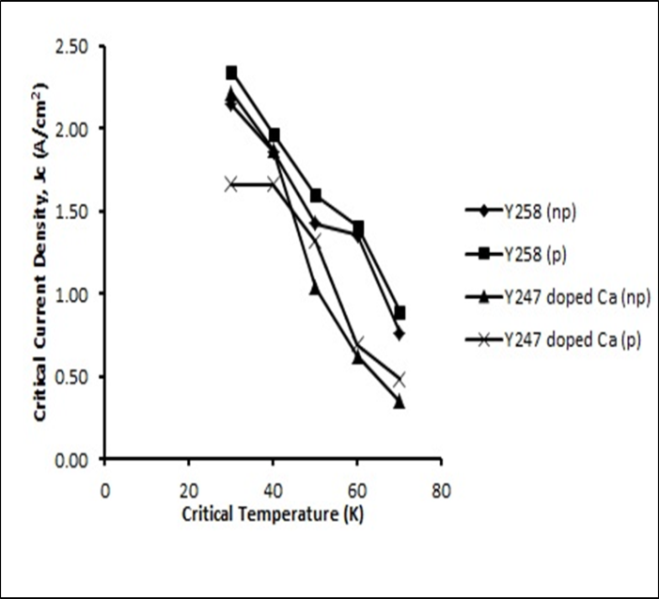 Critical Current Density, Jc (A/cm²)
2.50
2.00
1.50
1.00
0.50
0.00
0 20 40 60 80
Critical Temperature (K)
Y258 (np)
Y258 (p)
Y247 doped Ca (np)
Y247 doped Ca (p)